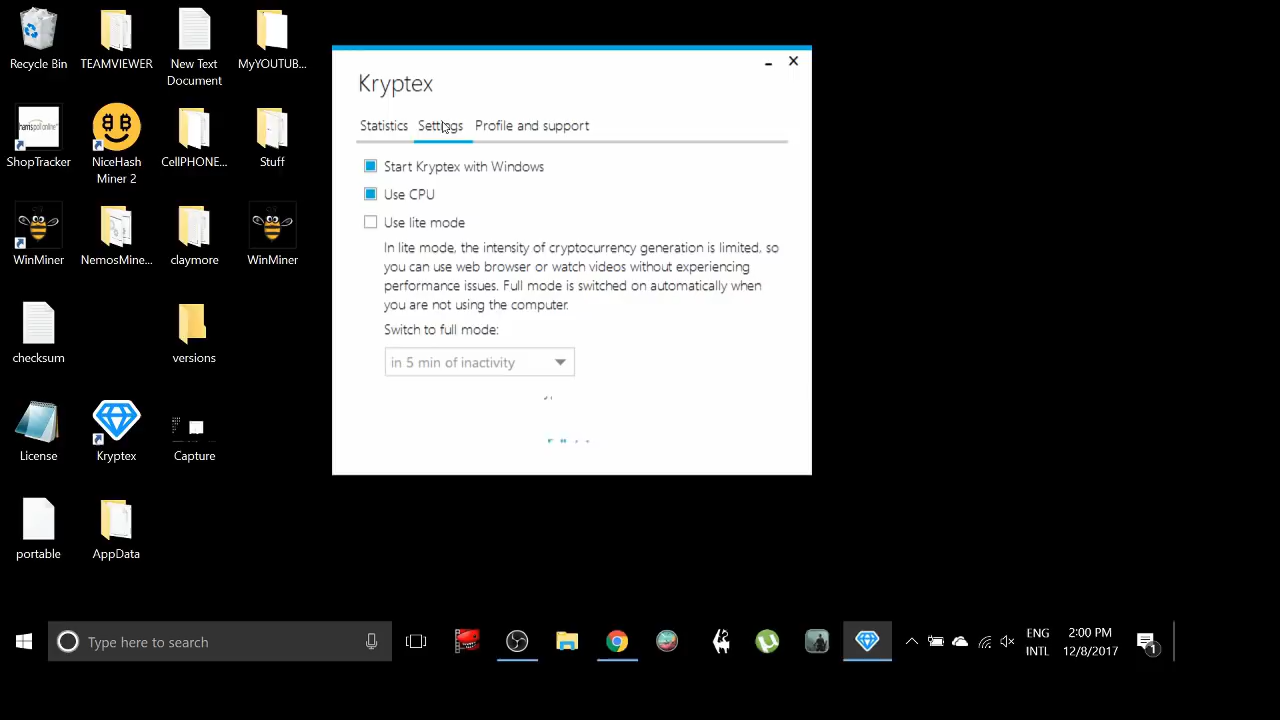 Recycle Bin
TEAMVIEWER
New Text
Document
MyYOUTUB...
harris poll online
ShopTracker
NiceHash
Miner 2
CellPHONE...
Stuff
WinMiner
NemosMine...
claymore
WinMiner
checksum
versions
License
Kryptex
Capture
portable
AppData
Kryptex
Statistics Settings Profile and support
Start Kryptex with Windows
Use CPU
Use lite mode
In lite mode, the intensity of cryptocurrency generation is limited, so
you can use web browser or watch videos without experiencing
performance issues. Full mode is switched on automatically when
you are not using the computer.
Switch to full mode:
in 5 min of inactivity
Type here to search
ENG
INTL
2:00 PM
12/8/2017
1